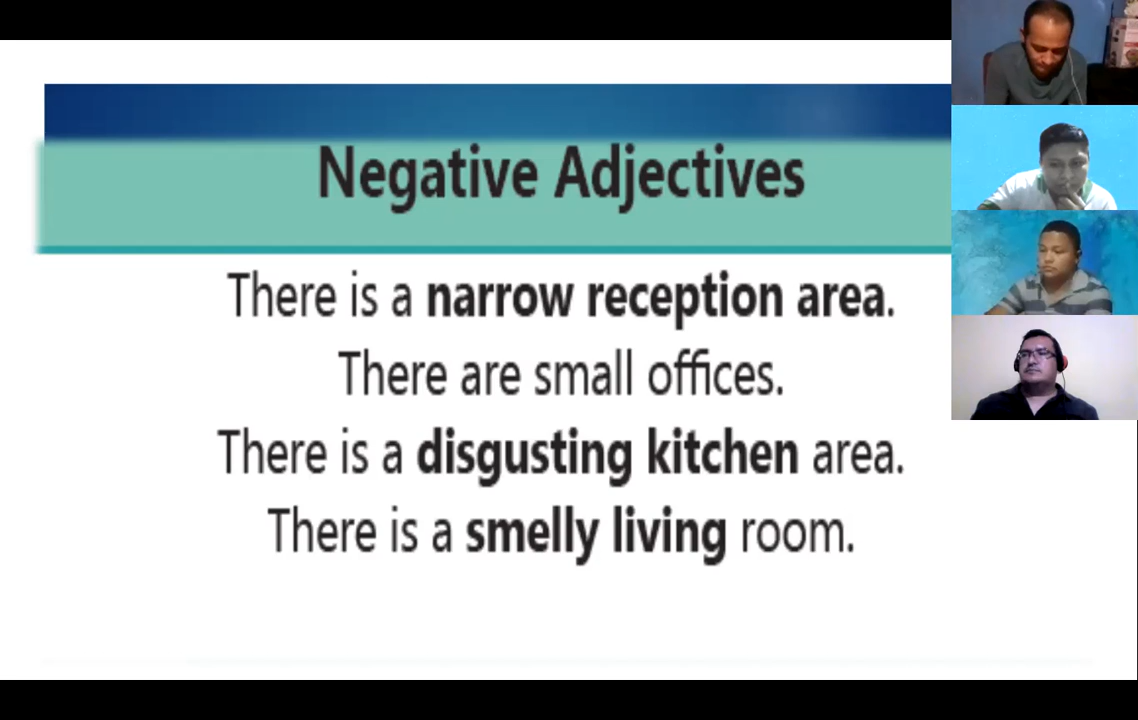 Negative Adjectives
There is a narrow reception area.
There are small offices.
There is a disgusting kitchen area.
There is a smelly living room.